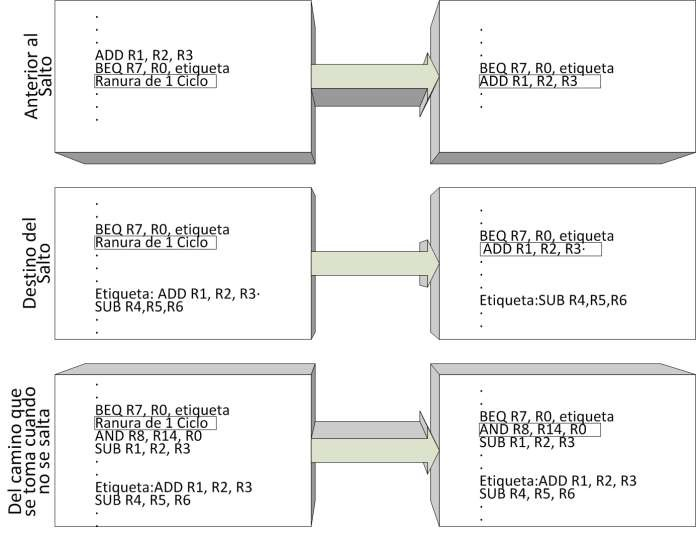 Anterior al
Salto
ADD R1, R2, R3
BEQ R7, R0, etiqueta
Ranura de 1 Ciclo
BEQ R7, R0, etiqueta
ADD R1, R2, R3
Destino del
Salto
BEQ R7, R0, etiqueta
Ranura de 1 Ciclo
Etiqueta: ADD R1, R2, R3·
SUB R4,R5,R6
BEQ R7, R0, etiqueta
ADD R1, R2, R3·
Etiqueta:SUB R4,R5,R6
Del camino que
se toma cuando
no se salta
BEQ R7, R0, etiqueta
Ranura de 1 Ciclo
AND R8, R14, R0
SUB R1, R2, R3
Etiqueta:ADD R1, R2, R3
SUB R4, R5, R6
BEQ R7, R0, etiqueta
AND R8, R14, R0
SUB R1, R2, R3
Etiqueta:ADD R1, R2, R3
SUB R4, R5, R6